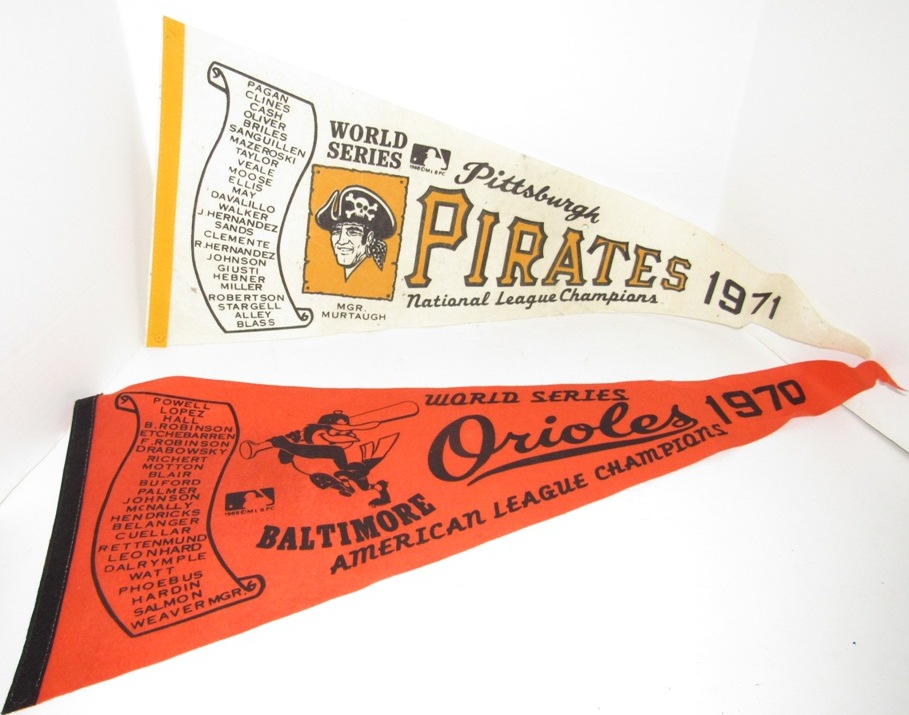 PAGAN
CLINES
CASH
OLIVER
BRILES
SANGUILLEN
MAZEROSKI
TAYLOR
VEALE
MOOSE
ELLIS
MAY
DAVALILLO
WALKER
J.HERNANDEZ
SANDS
CLEMENTE
R.HERNANDEZ
JOHNSON
GIUSTI
HEBNER
MILLER
ROBERTSON
STARGELL
ALLEY
BLASS
WORLD
SERIES
MGR.
MURTAUGH
Pittsburgh
PIRATES
National League Champions
1971
POWELL
LOPEZ
HALL
B.ROBINSON
ETCHEBARREN
F.ROBINSON
DRABOWSKY
RICHERT
MOTTON
BLAIR
BUFORD
PALMER
JOHNSON
MCNALLY
HENDRICKS
BELANGER
CUELLAR
RETTENMUND
LEONHARD
DALRYMPLE
WATT
PHOEBUS
HARDIN
SALMON
WEAVER MGR.
WORLD SERIES
Orioles 1970
BALTIMORE
AMERICAN LEAGUE CHAMPIONS